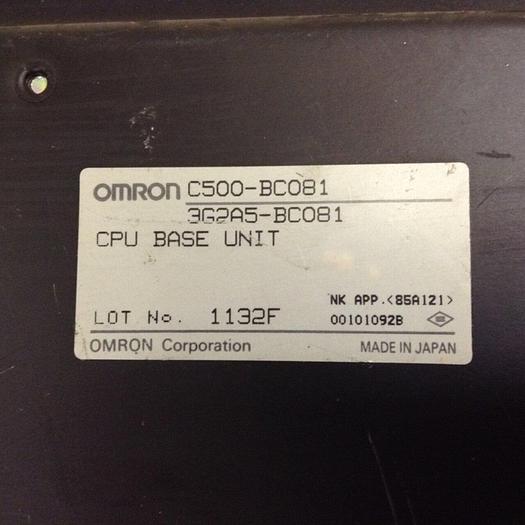 OMRON C500-BC081
3G2A5-BC081
CPU BASE UNIT
NK APP.<85A121>
LOT No. 1132F 00101092B
OMRON Corporation MADE IN JAPAN